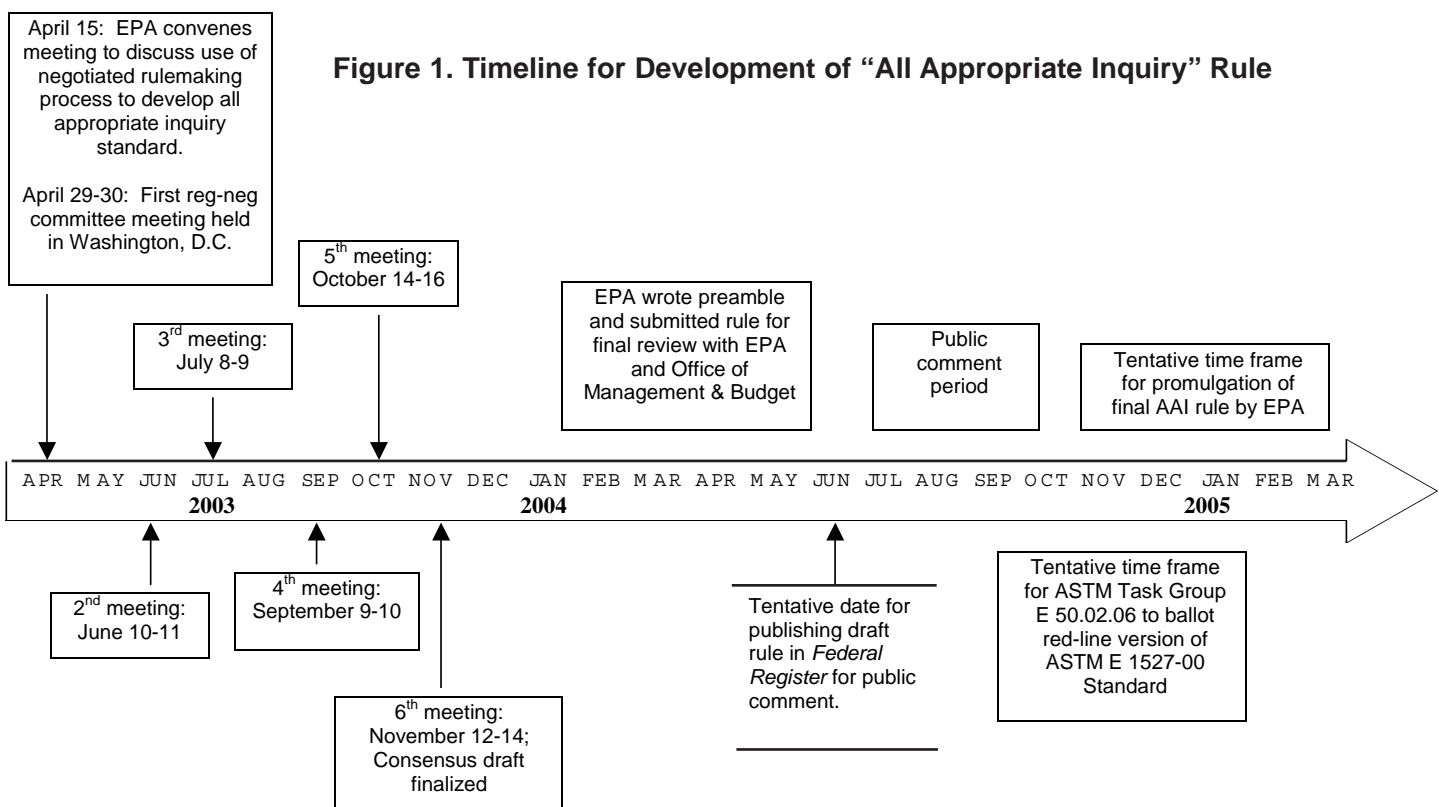 April 15: EPA convenes
meeting to discuss use of
negotiated rulemaking
process to develop all
appropriate inquiry
standard.
April 29-30: First reg-neg
committee meeting held
in Washington, D.C.
Figure 1. Timeline for Development of “All Appropriate Inquiry” Rule
5th meeting:
October 14-16
3rd meeting:
July 8-9
EPA wrote preamble
and submitted rule for
final review with EPA
and Office of
Management & Budget
Public
comment
period
Tentative time frame
for promulgation of
final AAI rule by EPA
APR MAY JUN JUL AUG SEP OCT NOV DEC JAN FEB MAR APR MAY JUN JUL AUG SEP OCT NOV DEC JAN FEB MAR
2003 2004 2005
2nd meeting:
June 10-11
4th meeting:
September 9-10
6th meeting:
November 12-14;
Consensus draft
finalized
Tentative date for
publishing draft
rule in Federal
Register for public
comment.
Tentative time frame
for ASTM Task Group
E 50.02.06 to ballot
red-line version of
ASTM E 1527-00
Standard